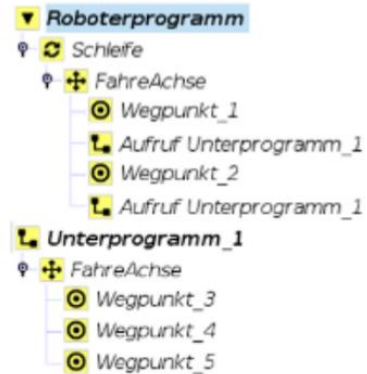 Roboterprogramm
Schleife
FahreAchse
Wegpunkt_1
Aufruf Unterprogramm_1
Wegpunkt_2
Aufruf Unterprogramm_1
Unterprogramm_1
FahreAchse
Wegpunkt_3
Wegpunkt_4
Wegpunkt_5